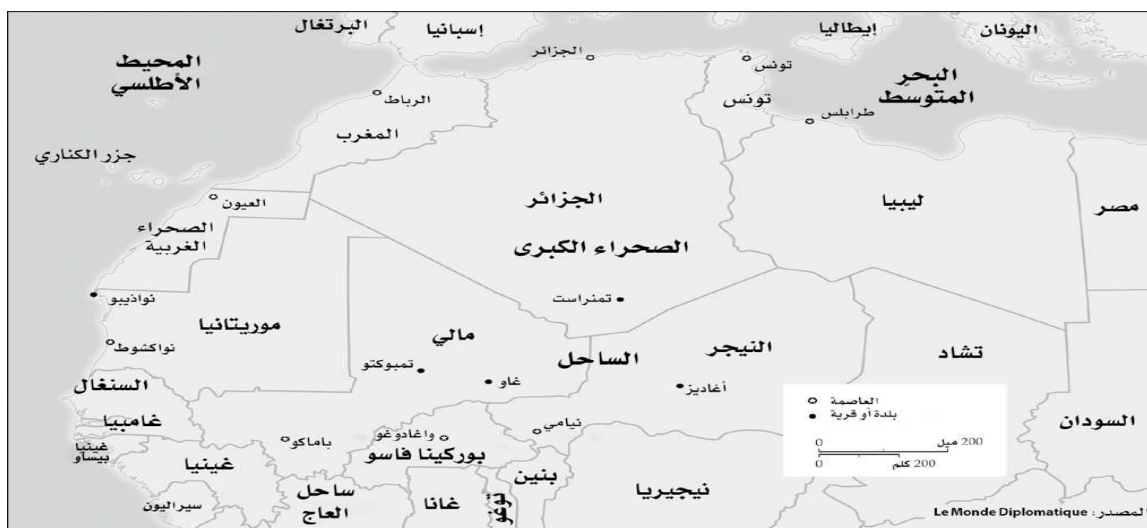 البرتغال
إسبانيا
إيطاليا
اليونان
المحيط
الأطلسي
الجزائر
تونس
البحر
المتوسط
الرباط
تونس
طرابلس
المغرب
جزر الكناري
العيون
الجزائر
ليبيا
مصر
الصحراء
الغربية
الصحراء الكبرى
نواذيبو
تمنراست
موريتانيا
نواكشوط
مالي
النيجر
تشاد
الساحل
تمبوكتو
غاو
أغاديز
السنغال
العاصمة
بلدة أو قرية
غامبيا
السودان
نيامي
واغادوغو
باماكو
غينيا
بيساو
غينيا
بوركينا فاسو
200 ميل
0
200 كلم
0
بنين
نيجيريا
ساحل
العاج
غانا
توغو
سيراليون
المصدر: Le Monde Diplomatique